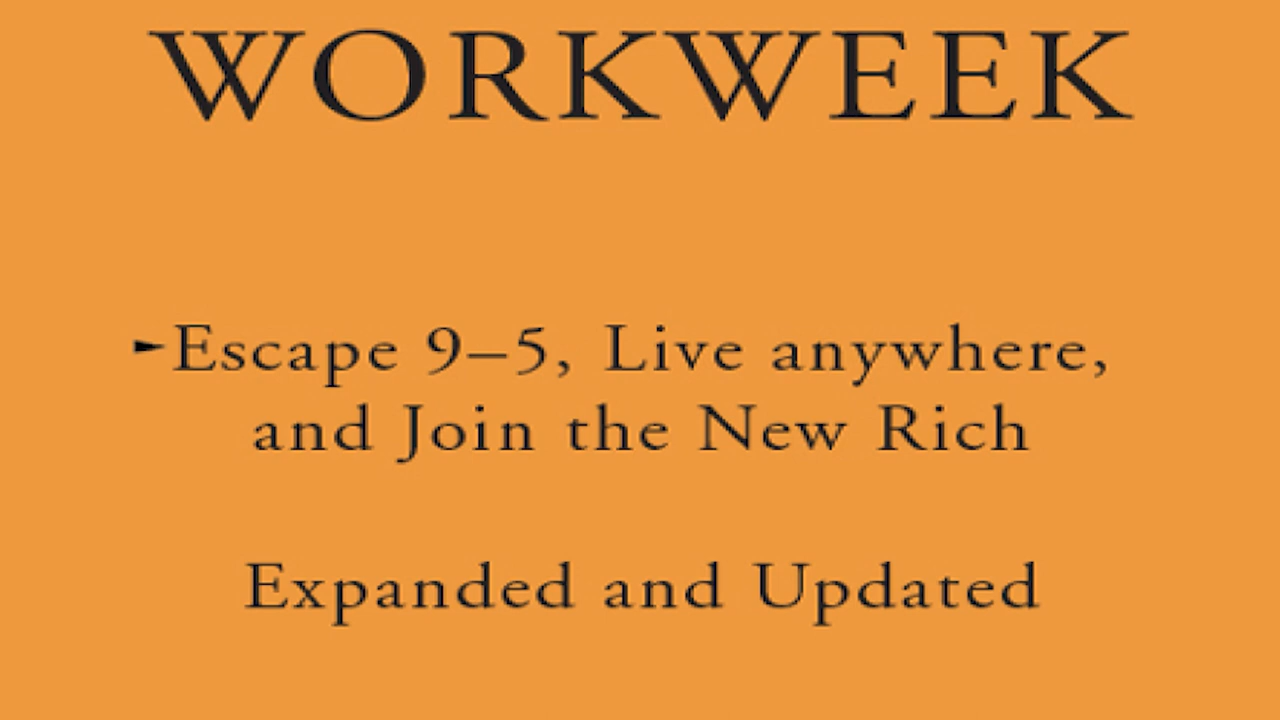 WORKWEEK
►Escape 9–5, Live anywhere,
and Join the New Rich
Expanded and Updated